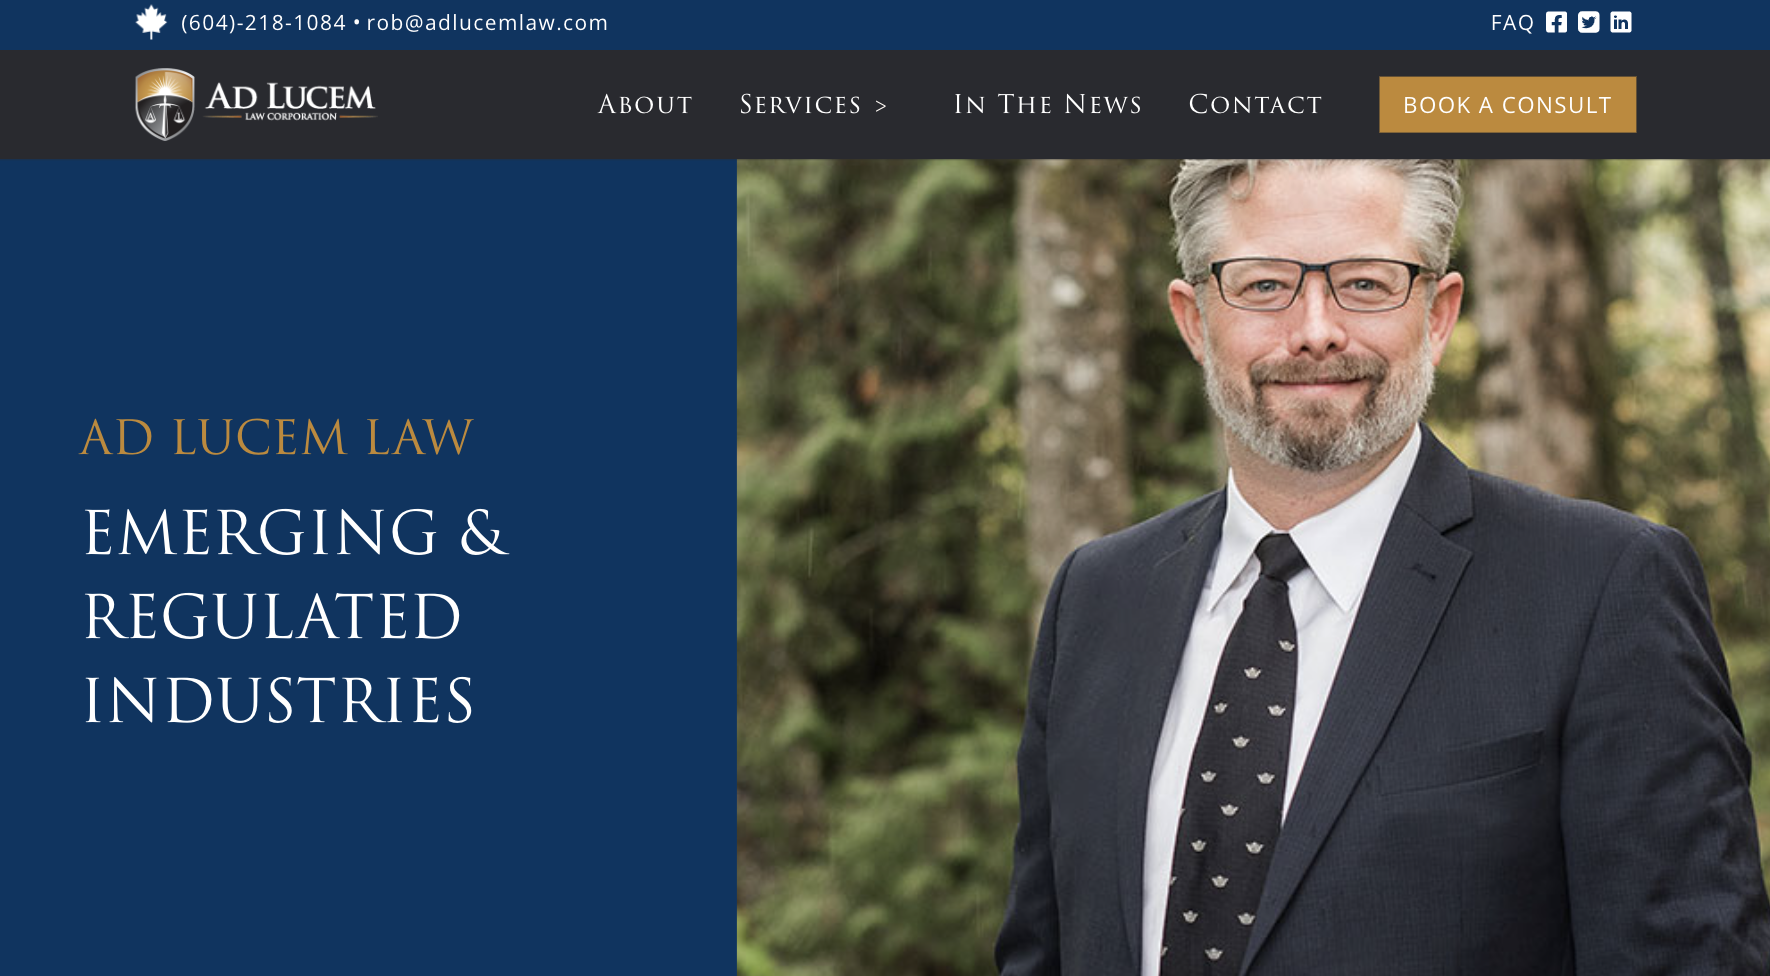 (604)-218-1084 • rob@adlucemlaw.com
FAQ
AD LUCEM
LAW CORPORATION
ABOUT SERVICES > IN THE NEWS CONTACT BOOK A CONSULT
AD LUCEM LAW
EMERGING &
REGULATED
INDUSTRIES